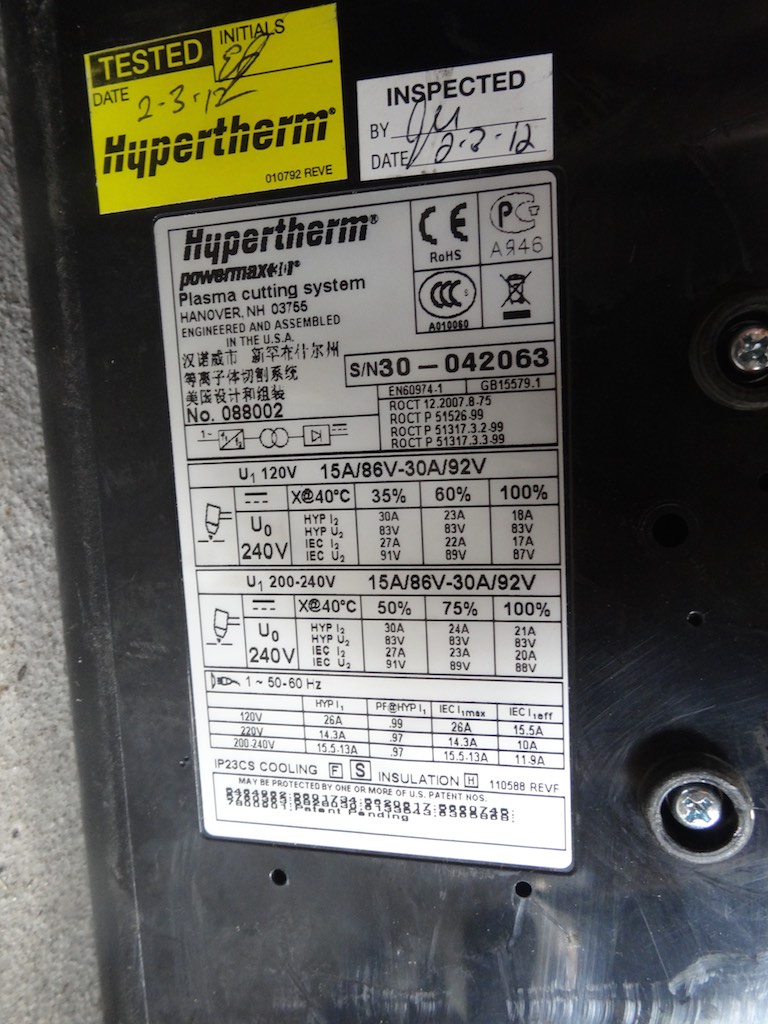 TESTED
INITIALS
DATE 2-3-12
Hypertherm®
010792 REVE
INSPECTED
BY
DATE 2-3-12
Hypertherm®
powermax30®
Plasma cutting system
HANOVER, NH 03755
ENGINEERED AND ASSEMBLED
IN THE U.S.A.
汉诺威市 新罕布什尔州
等离子体切割系统
美国设计和组装
No. 088002
CE
RoHS
PC
АЯ46
CCC S
A010060
S/N30-042063
EN60974-1 GB15579.1
ROCT 12.2007.8-75
ROCT P 51526-99
ROCT P 51317.3.2-99
ROCT P 51317.3.3-99
1~
U1 120V 15A/86V-30A/92V
X@40°C 35% 60% 100%
U0
240V
HYP I2 30A 23A 18A
HYP U2 83V 83V 83V
IEC I2 27A 22A 17A
IEC U2 91V 89V 87V
U1 200-240V 15A/86V-30A/92V
X@40°C 50% 75% 100%
U0
240V
HYP I2 30A 24A 21A
HYP U2 83V 83V 83V
IEC I2 27A 23A 20A
IEC U2 91V 89V 88V
1~ 50-60 Hz
HYP I1 PF@HYP I1 IEC I1max IEC I1eff
120V 26A .99 26A 15.5A
220V 14.3A .97 14.3A 10A
200-240V 15.5-13A .97 15.5-13A 11.9A
IP23CS COOLING F S INSULATION H 110588 REVF
MAY BE PROTECTED BY ONE OR MORE OF U.S. PATENT NOS.
Patent Pending